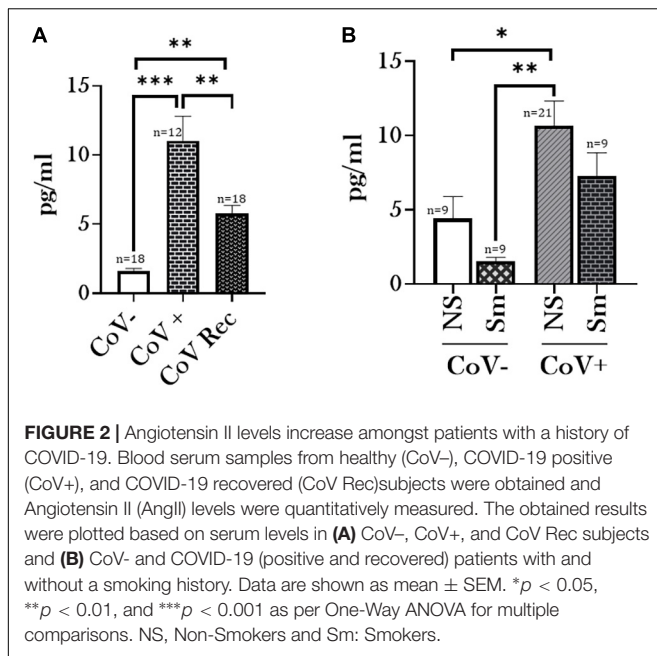 A
**
***
**
15
10
5
0
pg/ml
n=18
n=12
n=18
CoV-
CoV +
CoV Rec
B
*
**
15
10
5
0
pg/ml
n=9
n=9
n=21
n=9
NS
Sm
NS
Sm
CoV-
CoV+
FIGURE 2 | Angiotensin II levels increase amongst patients with a history of
COVID-19. Blood serum samples from healthy (CoV–), COVID-19 positive
(CoV+), and COVID-19 recovered (CoV Rec)subjects were obtained and
Angiotensin II (AngII) levels were quantitatively measured. The obtained results
were plotted based on serum levels in (A) CoV–, CoV+, and CoV Rec subjects
and (B) CoV- and COVID-19 (positive and recovered) patients with and
without a smoking history. Data are shown as mean ± SEM. *p < 0.05,
**p < 0.01, and ***p < 0.001 as per One-Way ANOVA for multiple
comparisons. NS, Non-Smokers and Sm: Smokers.